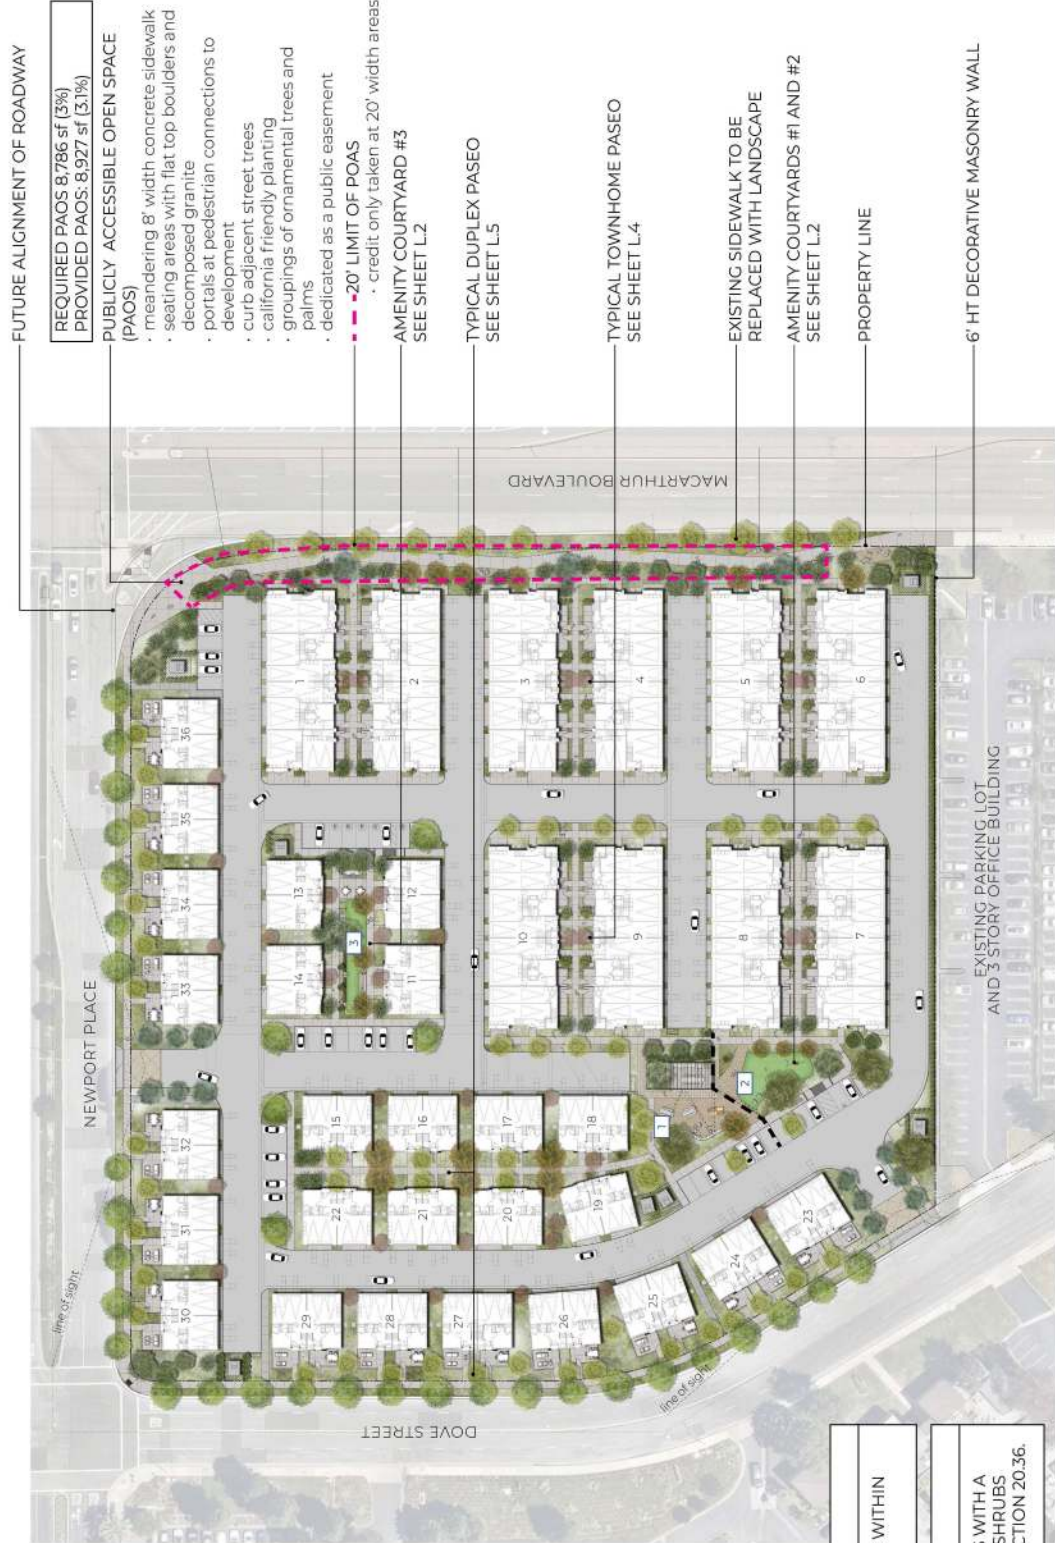 FUTURE ALIGNMENT OF ROADWAY
REQUIRED PAOS 8,786 sf (3%)
PROVIDED PAOS: 8,927 sf (3.1%)
PUBLICLY ACCESSIBLE OPEN SPACE
(PAOS)
· meandering 8' width concrete sidewalk
· seating areas with flat top boulders and
decomposed granite
· portals at pedestrian connections to
development
· curb adjacent street trees
· california friendly planting
· groupings of ornamental trees and
palms
· dedicated as a public easement
20' LIMIT OF POAS
· credit only taken at 20' width areas
AMENITY COURTYARD #3
SEE SHEET L.2
TYPICAL DUPLEX PASEO
SEE SHEET L.5
TYPICAL TOWNHOME PASEO
SEE SHEET L.4
EXISTING SIDEWALK TO BE
REPLACED WITH LANDSCAPE
AMENITY COURTYARDS #1 AND #2
SEE SHEET L.2
PROPERTY LINE
6' HT DECORATIVE MASONRY WALL
MACARTHUR BOULEVARD
NEWPORT PLACE
DOVE STREET
line of sight
line of sight
EXISTING PARKING LOT
AND 3 STORY OFFICE BUILDING
1
2
3
4
5
6
7
8
9
10
11
12
13
14
15
16
17
18
19
20
21
22
23
24
25
26
27
28
29
30
31
32
33
34
35
36
1
2
3
WITHIN
WITH A
SHRUBS
20.36.